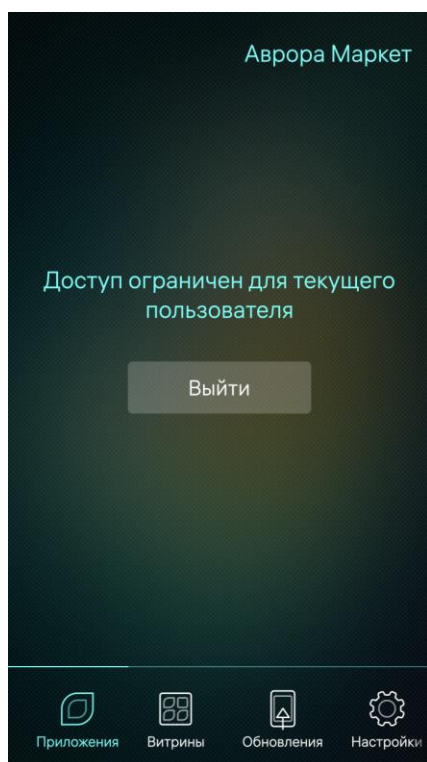 Аврора Маркет
Доступ ограничен для текущего
пользователя
Выйти
Приложения Витрины Обновления Настройки